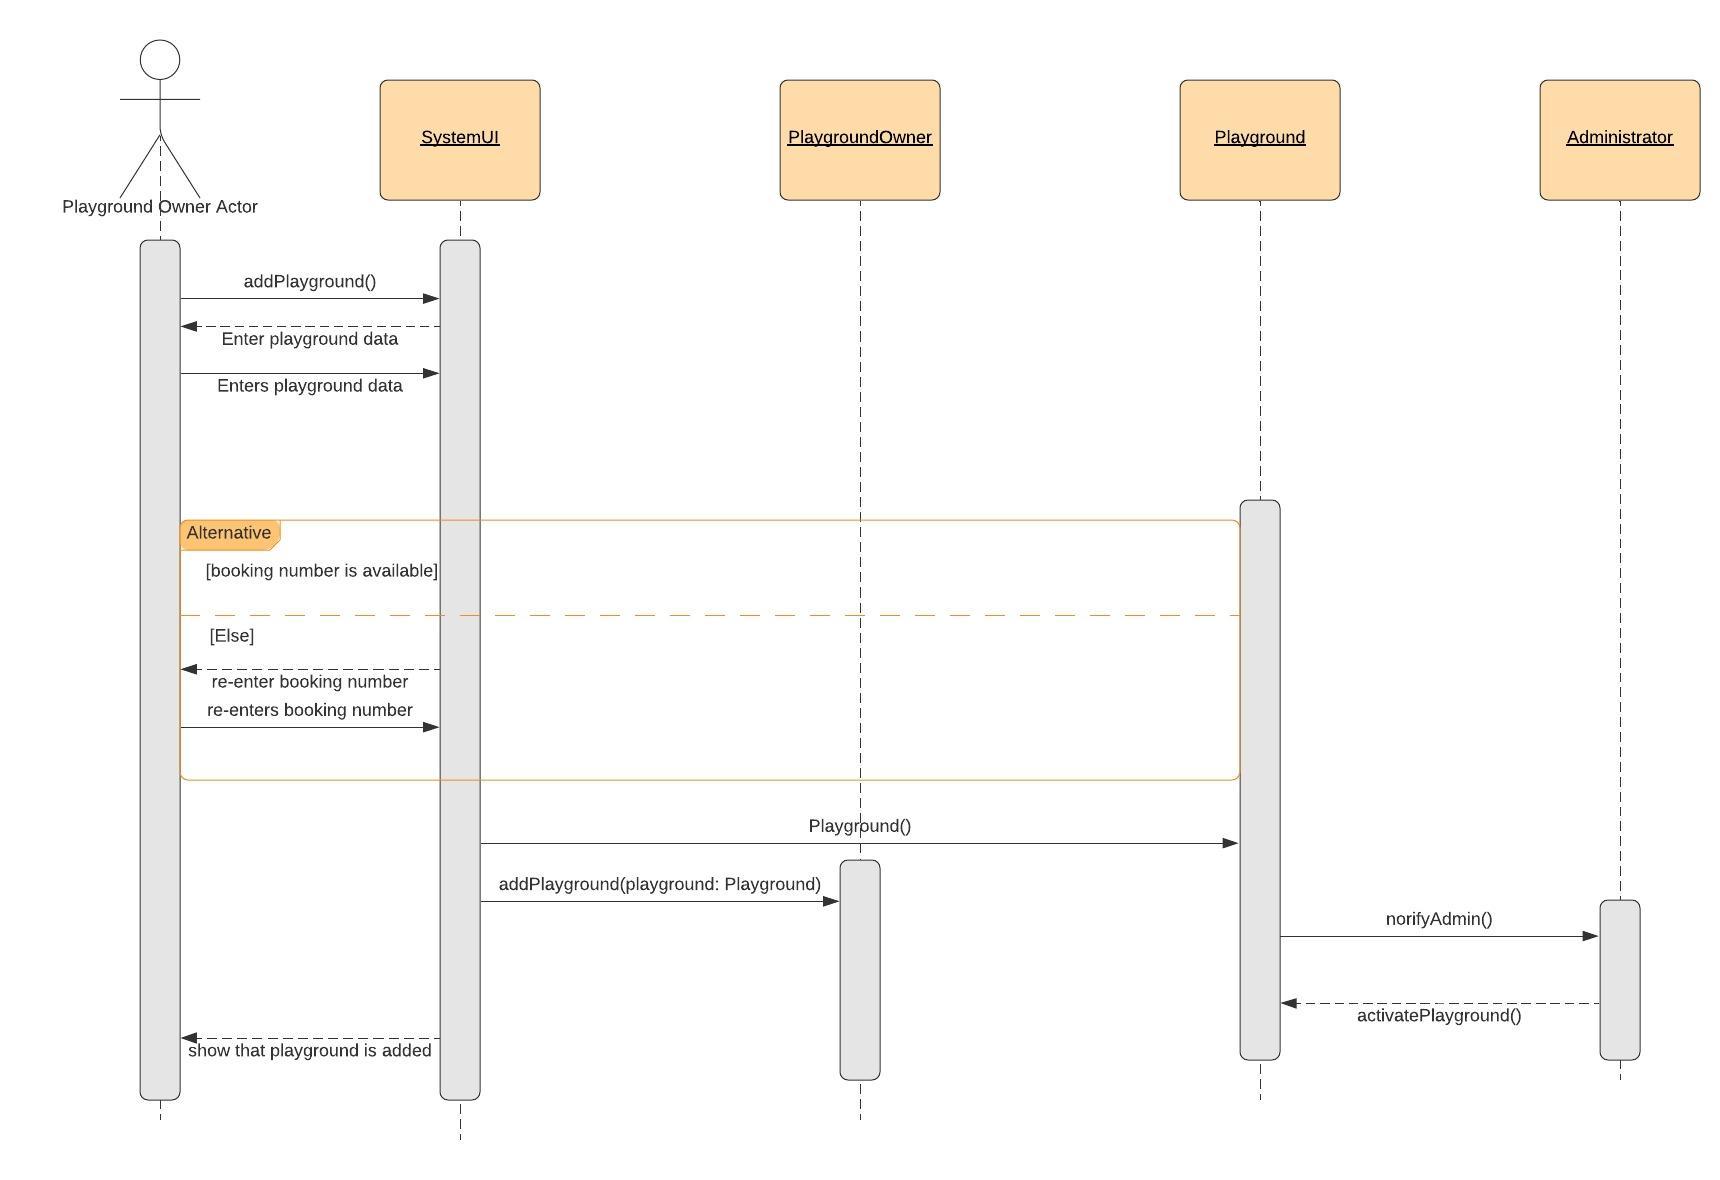 Playground Owner Actor
SystemUI
PlaygroundOwner
Playground
Administrator
addPlayground()
Enter playground data
Enters playground data
Alternative
[booking number is available]
[Else]
re-enter booking number
re-enters booking number
Playground()
addPlayground(playground: Playground)
norifyAdmin()
activatePlayground()
show that playground is added